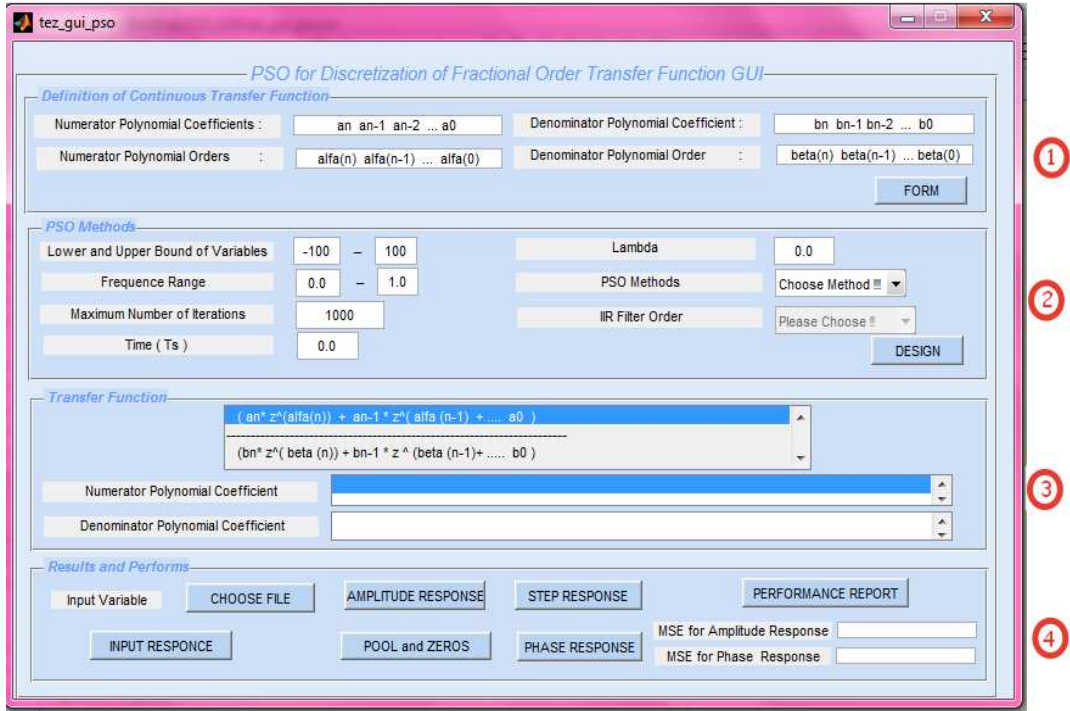 tez_gui_pso
PSO for Discretization of Fractional Order Transfer Function GUI
Definition of Continuous Transfer Function
Numerator Polynomial Coefficients : an an-1 an-2 ... a0 Denominator Polynomial Coefficient : bn bn-1 bn-2 ... b0
Numerator Polynomial Orders : alfa(n) alfa(n-1) ... alfa(0) Denominator Polynomial Order : beta(n) beta(n-1) ... beta(0)
1
FORM
PSO Methods
Lower and Upper Bound of Variables -100 – 100 Lambda 0.0
Frequence Range 0.0 – 1.0 PSO Methods Choose Method !!!
2
Maximum Number of Iterations 1000 IIR Filter Order Please Choose !!
Time ( Ts ) 0.0 DESIGN
Transfer Function
( an* z^(alfa(n)) + an-1 * z^( alfa (n-1) + .... a0 )
--------------------------------------------------------------------------------
(bn* z^( beta (n)) + bn-1 * z ^ (beta (n-1)+ ..... b0 )
Numerator Polynomial Coefficient
3
Denominator Polynomial Coefficient
Results and Performs
Input Variable CHOOSE FILE AMPLITUDE RESPONSE STEP RESPONSE PERFORMANCE REPORT
INPUT RESPONCE POOL and ZEROS PHASE RESPONSE MSE for Amplitude Response
4
MSE for Phase Response